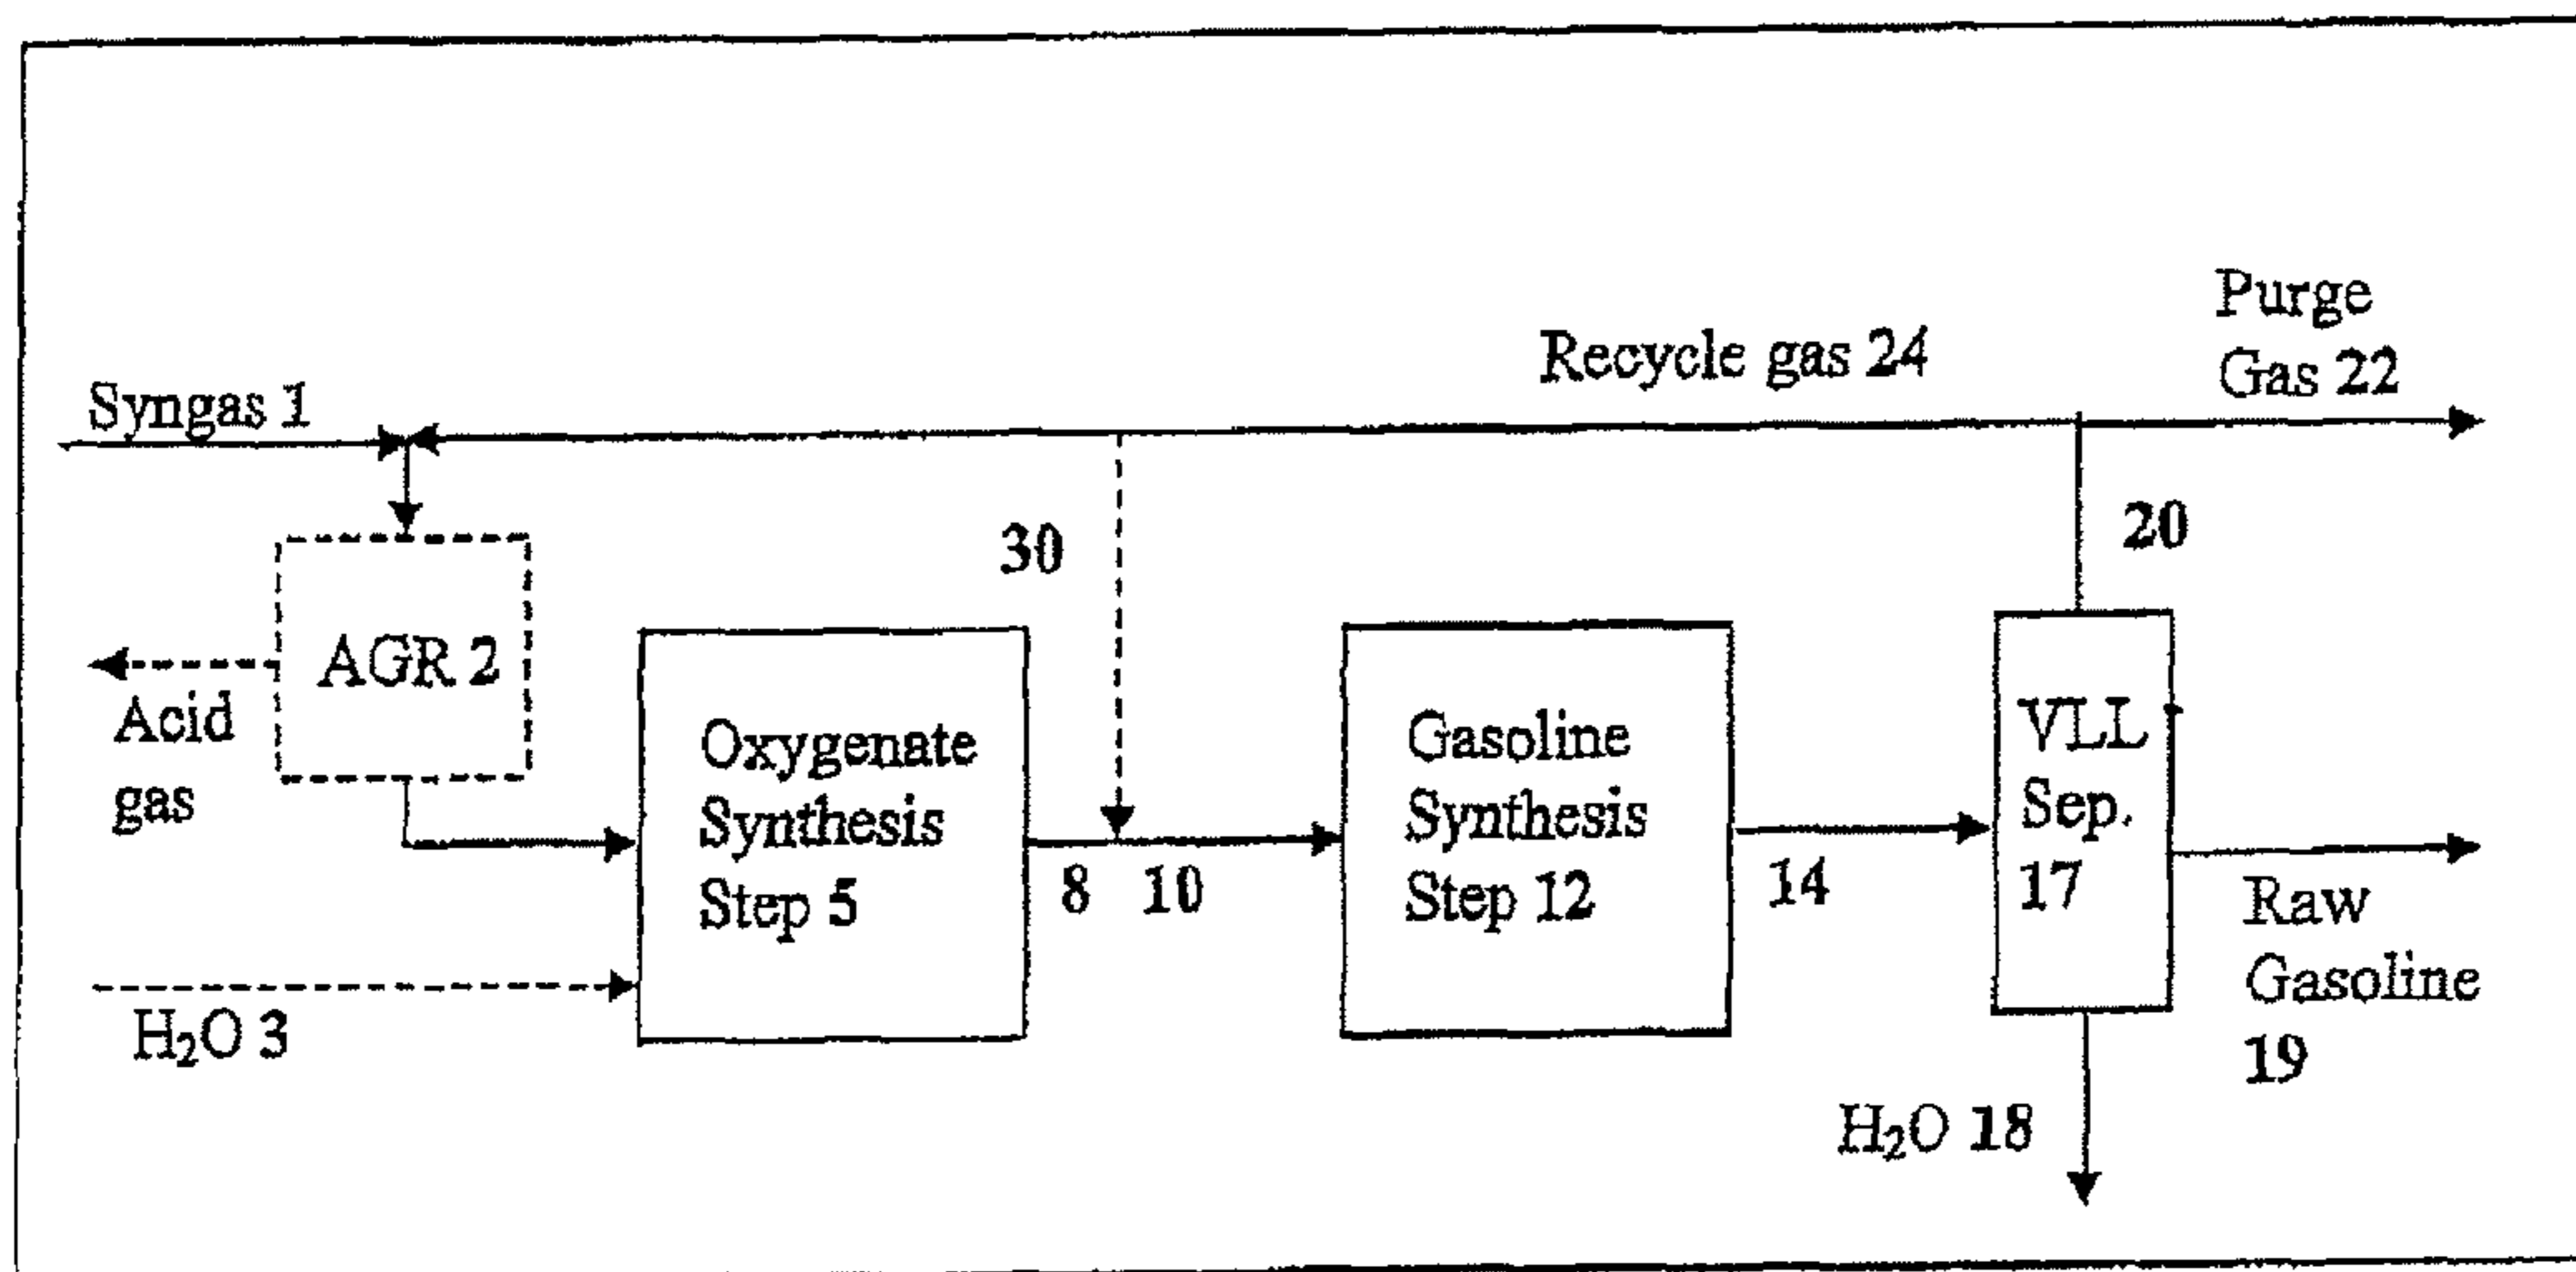 Purge
Gas 22
Recycle gas 24
Syngas 1
20
30
AGR 2
Acid
gas
Oxygenate
Synthesis
Step 5
Gasoline
Synthesis
Step 12
VLL
Sep.
17
8
10
14
Raw
Gasoline
19
H₂O 3
H₂O 18